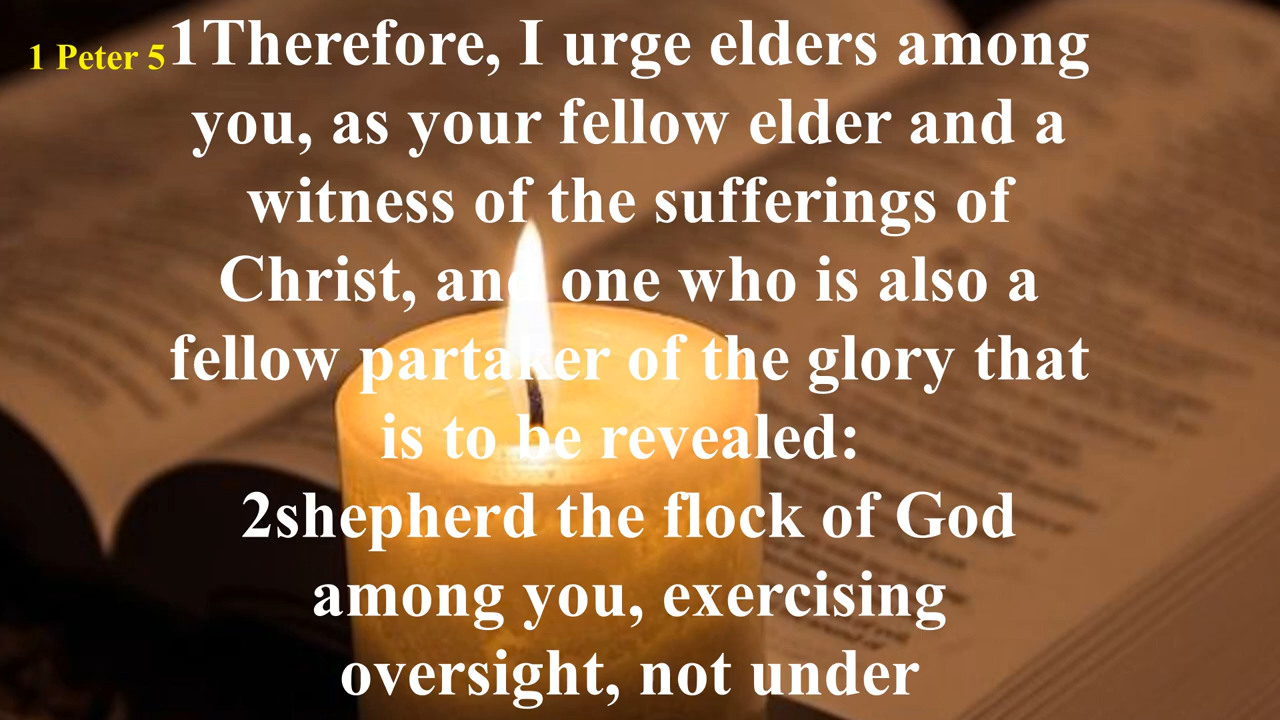 1 Peter 5
1Therefore, I urge elders among
you, as your fellow elder and a
witness of the sufferings of
Christ, and one who is also a
fellow partaker of the glory that
is to be revealed:
2shepherd the flock of God
among you, exercising
oversight, not under